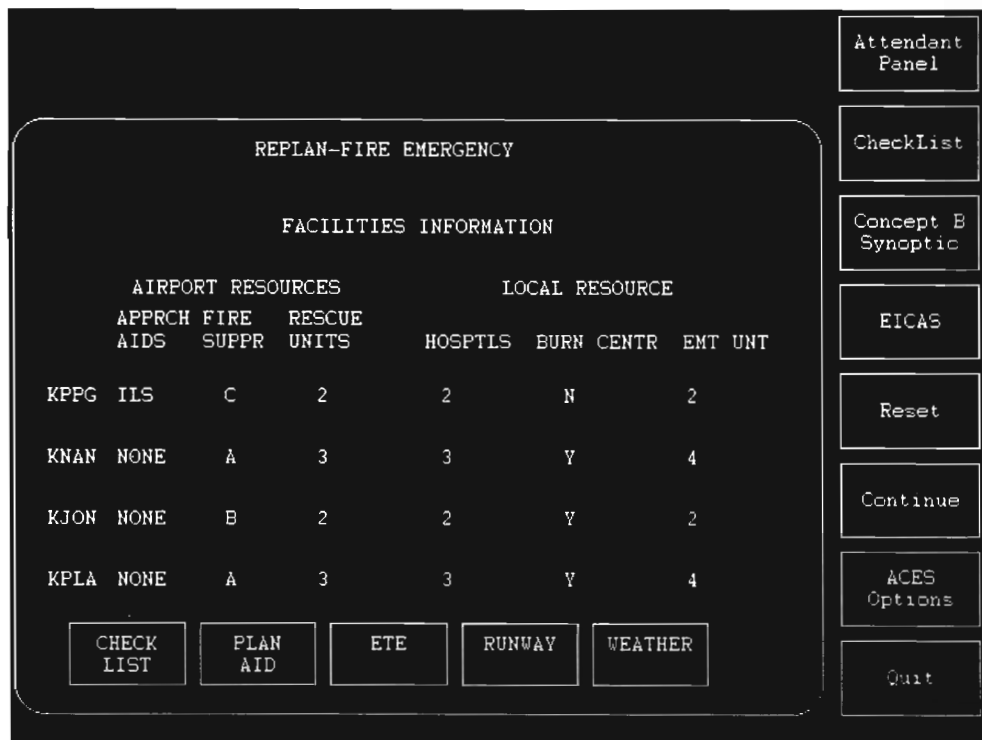 REPLAN-FIRE EMERGENCY
FACILITIES INFORMATION
AIRPORT RESOURCES LOCAL RESOURCE
APPRCH FIRE RESCUE
AIDS SUPPR UNITS HOSPTLS BURN CENTR EMT UNT
KPPG ILS C 2 2 N 2
KNAN NONE A 3 3 Y 4
KJON NONE B 2 2 Y 2
KPLA NONE A 3 3 Y 4
CHECK
LIST
PLAN
AID
ETE
RUNWAY
WEATHER
Attendant
Panel
CheckList
Concept B
Synoptic
EICAS
Reset
Continue
ACES
Options
Quit